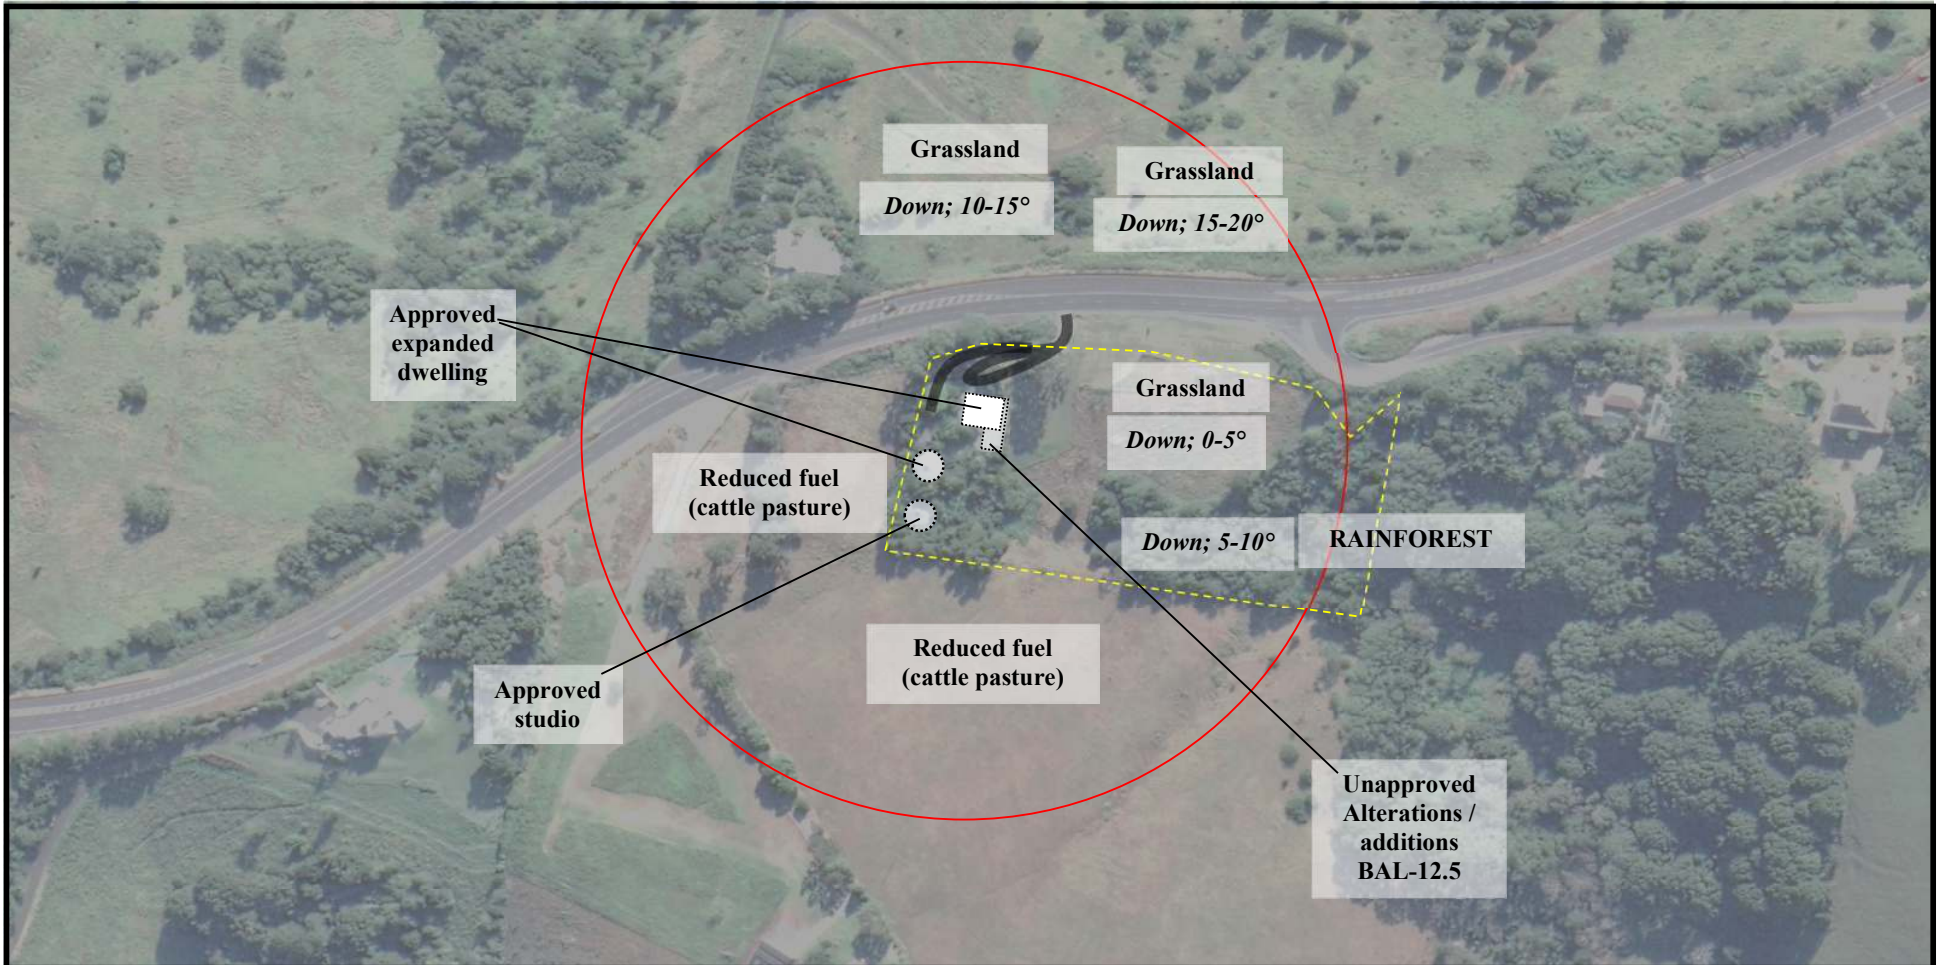 Grassland
Down; 10-15°
Grassland
Down; 15-20°
Approved
expanded
dwelling
Grassland
Down; 0-5°
Reduced fuel
(cattle pasture)
Down; 5-10°
RAINFOREST
Reduced fuel
(cattle pasture)
Approved
studio
Unapproved
Alterations /
additions
BAL-12.5